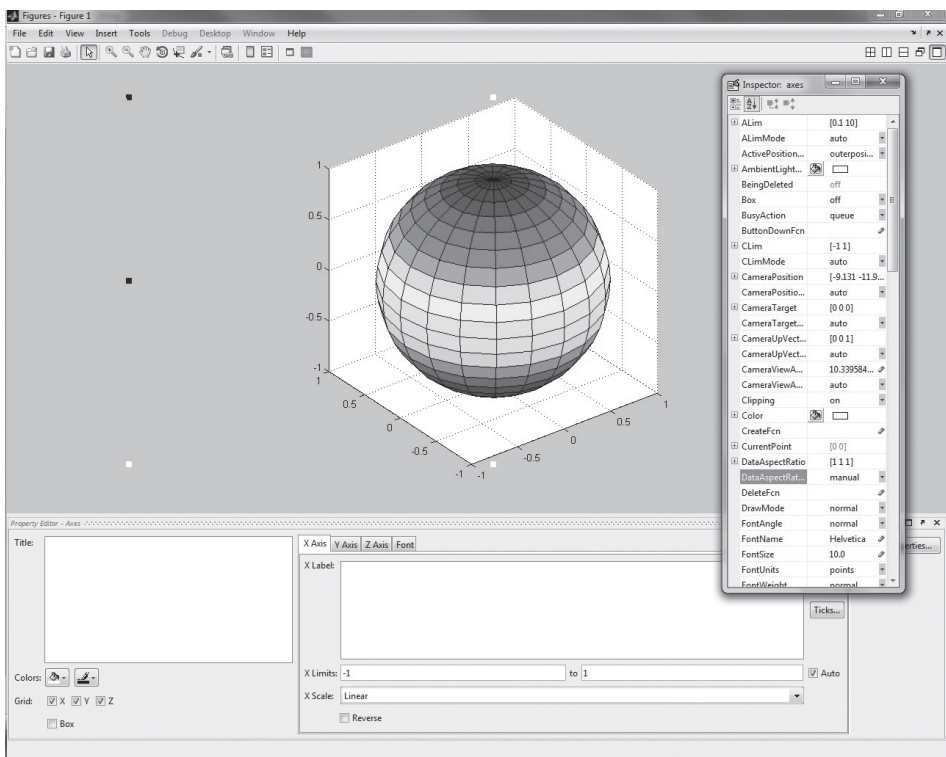 Figures - Figure 1
File Edit View Insert Tools Debug Desktop Window Help
1
0.5
0
-0.5
-1
1
0.5
0
-0.5
-1
-1
-0.5
0
0.5
1
Inspector: axes
ALim [0.1 10]
ALimMode auto
ActivePosition... outerposi...
AmbientLight...
BeingDeleted off
Box off
BusyAction queue
ButtonDownFcn
CLim [-1 1]
CLimMode auto
CameraPosition [-9.131 -11.9...
CameraPositio... auto
CameraTarget [0 0 0]
CameraTarget... auto
CameraUpVect... [0 0 1]
CameraUpVect... auto
CameraViewA... 10.339584...
CameraViewA... auto
Clipping on
Color
CreateFcn
CurrentPoint [0 0]
DataAspectRatio [1 1 1]
DataAspectRat... manual
DeleteFcn
DrawMode normal
FontAngle normal
FontName Helvetica
FontSize 10.0
FontUnits points
FontWeight normal
Property Editor - Axes
Title:
Colors:
Grid: X Y Z
Box
X Axis Y Axis Z Axis Font
X Label:
Ticks...
X Limits: -1 to 1 Auto
X Scale: Linear
Reverse
erties...